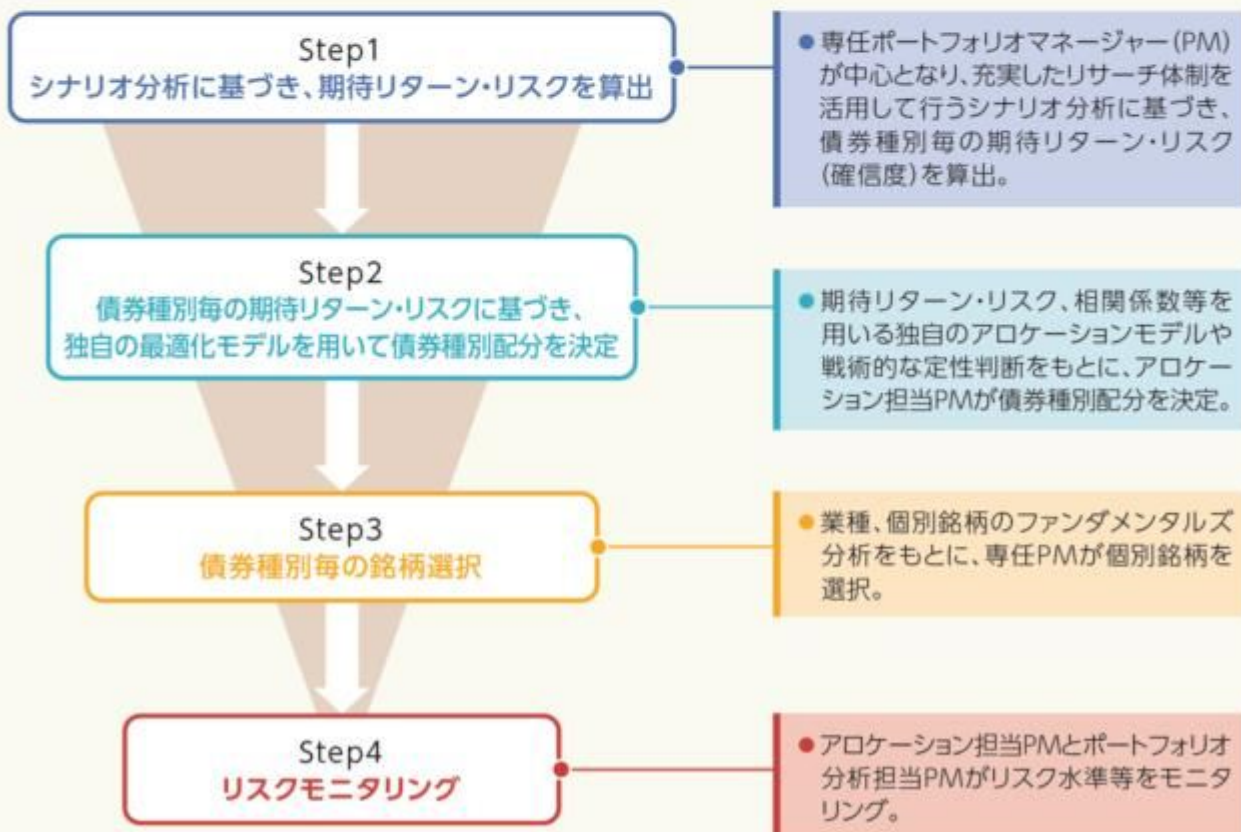 Step1
シナリオ分析に基づき、期待リターン・リスクを算出
●専任ポートフォリオマネージャー(PM)
が中心となり、充実したリサーチ体制を
活用して行うシナリオ分析に基づき、
債券種別毎の期待リターン・リスク
(確信度)を算出。
Step2
債券種別毎の期待リターン・リスクに基づき、
独自の最適化モデルを用いて債券種別配分を決定
●期待リターン・リスク、相関係数等を
用いる独自のアロケーションモデルや
戦術的な定性判断をもとに、アロケー
ション担当PMが債券種別配分を決定。
Step3
債券種別毎の銘柄選択
●業種、個別銘柄のファンダメンタルズ
分析をもとに、専任PMが個別銘柄を
選択。
Step4
リスクモニタリング
●アロケーション担当PMとポートフォリオ
分析担当PMがリスク水準等をモニタ
リング。